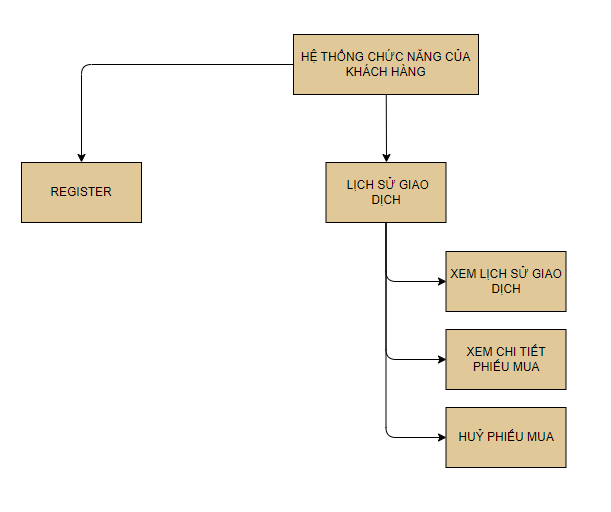 HỆ THỐNG CHỨC NĂNG CỦA
KHÁCH HÀNG
REGISTER
LỊCH SỬ GIAO
DỊCH
XEM LỊCH SỬ GIAO
DỊCH
XEM CHI TIẾT
PHIẾU MUA
HUỶ PHIẾU MUA